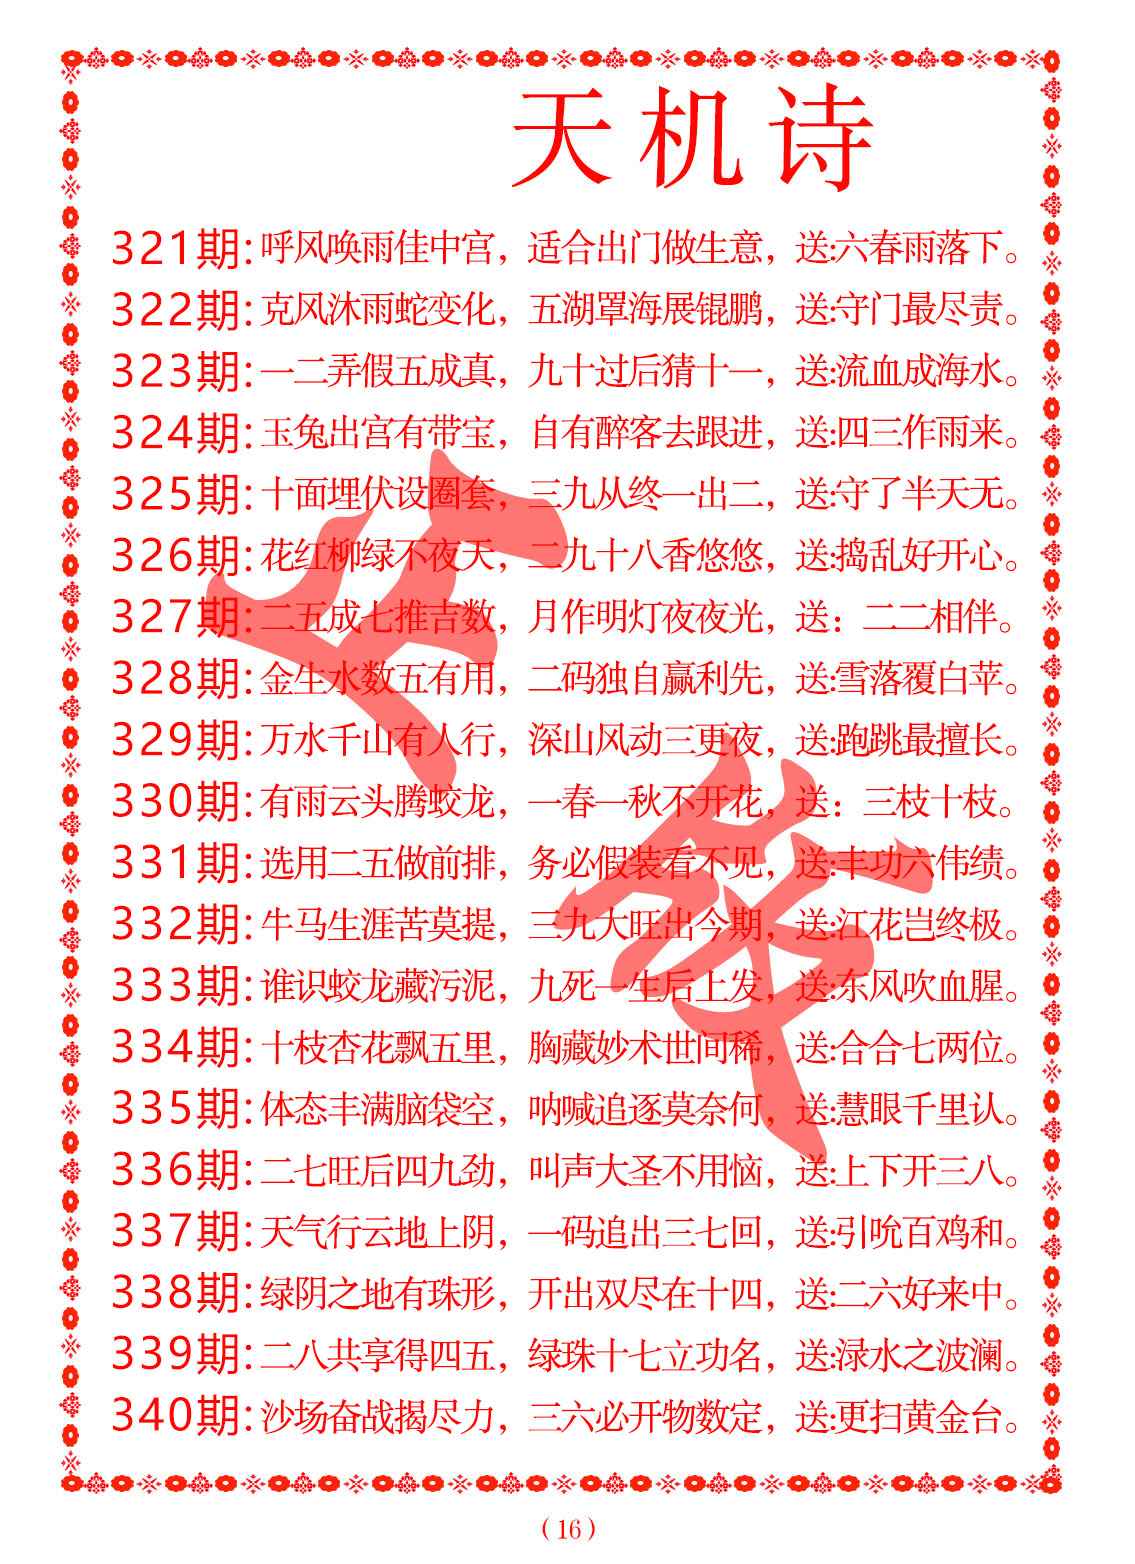 天机诗
321期:呼风唤雨佳中宫，适合出门做生意，送:六春雨落下。
322期:克风沐雨蛇变化，五湖罩海展锟鹏，送:守门最尽责。
323期:一二弄假五成真，九十过后猜十一，送:流血成海水。
324期:玉兔出宫有带宝，自有醉客去跟进，送:四三作雨来。
325期:十面埋伏设圈套，三九从终一出二，送:守了半天无。
326期:花红柳绿不夜天，二九十八香悠悠，送:捣乱好开心。
327期:二五成七推吉数，月作明灯夜夜光，送：二二相伴。
328期:金生水数五有用，二码独自赢利先，送:雪落覆白苹。
329期:万水千山有人行，深山风动三更夜，送:跑跳最擅长。
330期:有雨云头腾蛟龙，一春一秋不开花，送：三枝十枝。
331期:选用二五做前排，务必假装看不见，送:丰功六伟绩。
332期:牛马生涯苦莫提，三九大旺出今期，送:江花岂终极。
333期:谁识蛟龙藏污泥，九死一生后上发，送:东风吹血腥。
334期:十枝杏花飘五里，胸藏妙术世间稀，送:合合七两位。
335期:体态丰满脑袋空，呐喊追逐莫奈何，送:慧眼千里认。
336期:二七旺后四九劲，叫声大圣不用恼，送:上下开三八。
337期:天气行云地上阴，一码追出三七回，送:引吭百鸡和。
338期:绿阴之地有珠形，开出双尽在十四，送:二六好来中。
339期:二八共享得四五，绿珠十七立功名，送:渌水之波澜。
340期:沙场奋战揭尽力，三六必开物数定，送:更扫黄金台。
（16）